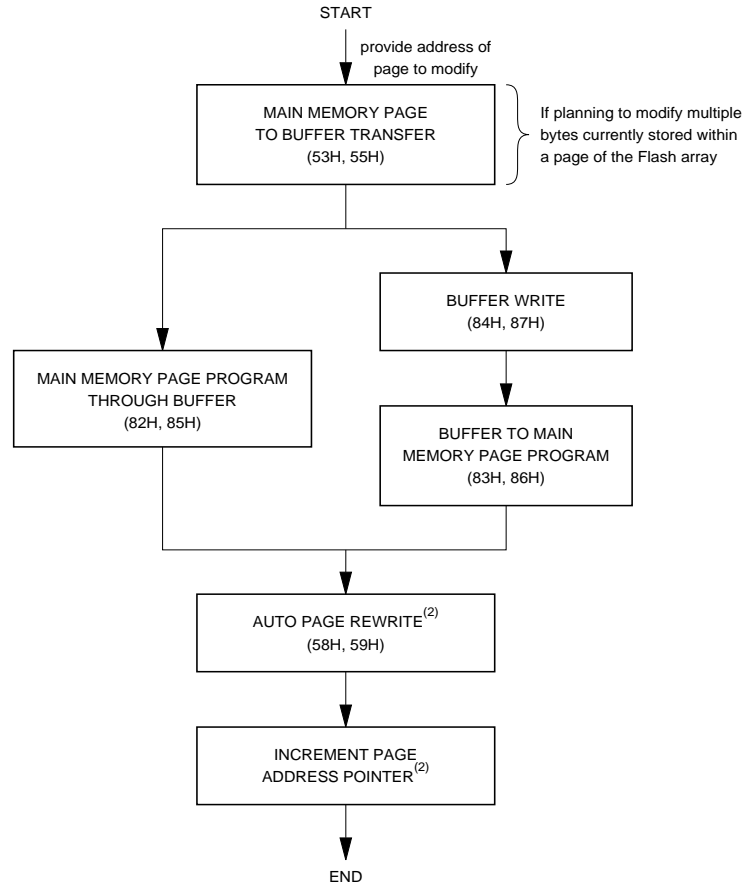 START
provide address of
page to modify
MAIN MEMORY PAGE
TO BUFFER TRANSFER
(53H, 55H)
If planning to modify multiple
bytes currently stored within
a page of the Flash array
BUFFER WRITE
(84H, 87H)
MAIN MEMORY PAGE PROGRAM
THROUGH BUFFER
(82H, 85H)
BUFFER TO MAIN
MEMORY PAGE PROGRAM
(83H, 86H)
AUTO PAGE REWRITE(2)
(58H, 59H)
INCREMENT PAGE
ADDRESS POINTER(2)
END